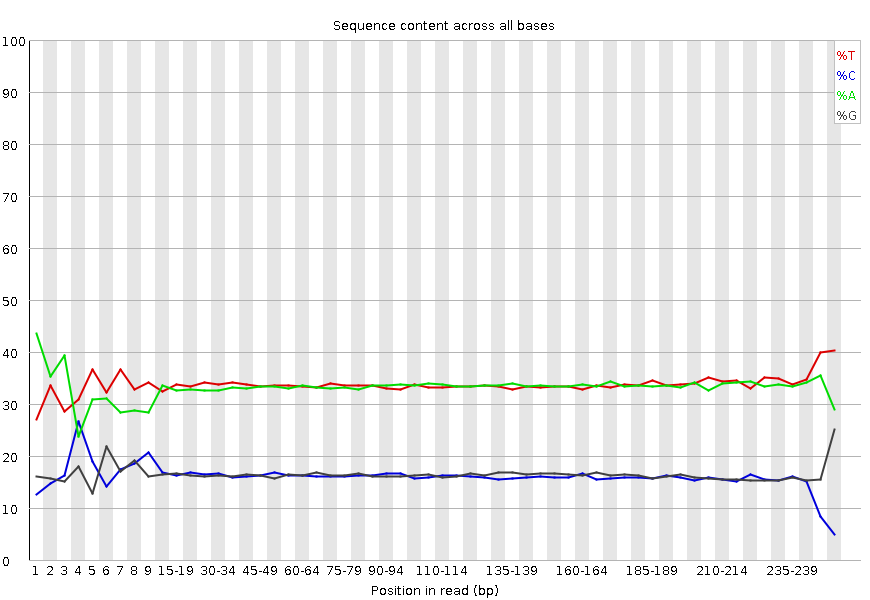 Sequence content across all bases
100
90
80
70
60
50
40
30
20
10
0
%T
%C
%A
%G
1 2 3 4 5 6 7 8 9 15-19 30-34 45-49 60-64 75-79 90-94 110-114 135-139 160-164 185-189 210-214 235-239
Position in read (bp)